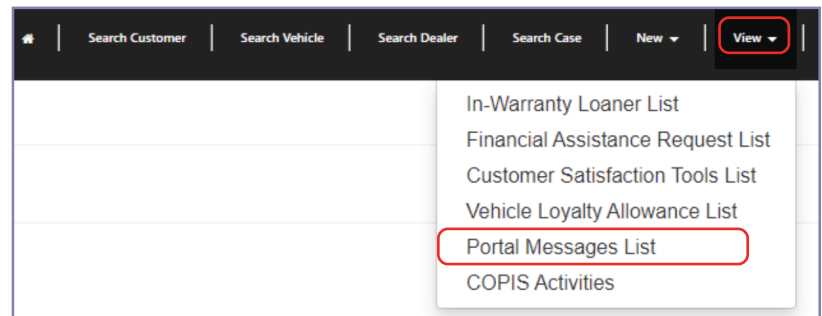 Search Customer Search Vehicle Search Dealer Search Case New View
In-Warranty Loaner List
Financial Assistance Request List
Customer Satisfaction Tools List
Vehicle Loyalty Allowance List
Portal Messages List
COPIS Activities